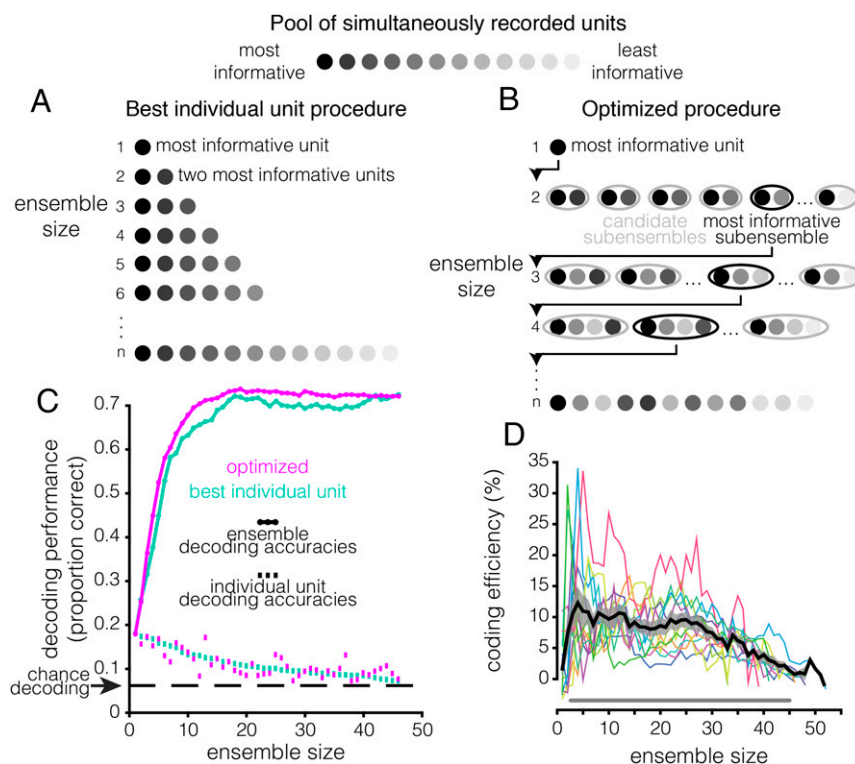 Pool of simultaneously recorded units
most
informative
least
informative
A
Best individual unit procedure
1 most informative unit
2 two most informative units
3
ensemble
size
4
5
6
n
B
Optimized procedure
1 most informative unit
2
...
candidate
subensembles
most informative
subensemble
ensemble
size
3
... ...
4
...
n
C
decoding performance
(proportion correct)
0.7
0.6
0.5
0.4
0.3
0.2
0.1
0
chance
decoding
optimized
best individual unit
ensemble
decoding accuracies
individual unit
decoding accuracies
0 10 20 30 40 50
ensemble size
D
coding efficiency (%)
35
30
25
20
15
10
5
0
0 10 20 30 40 50
ensemble size